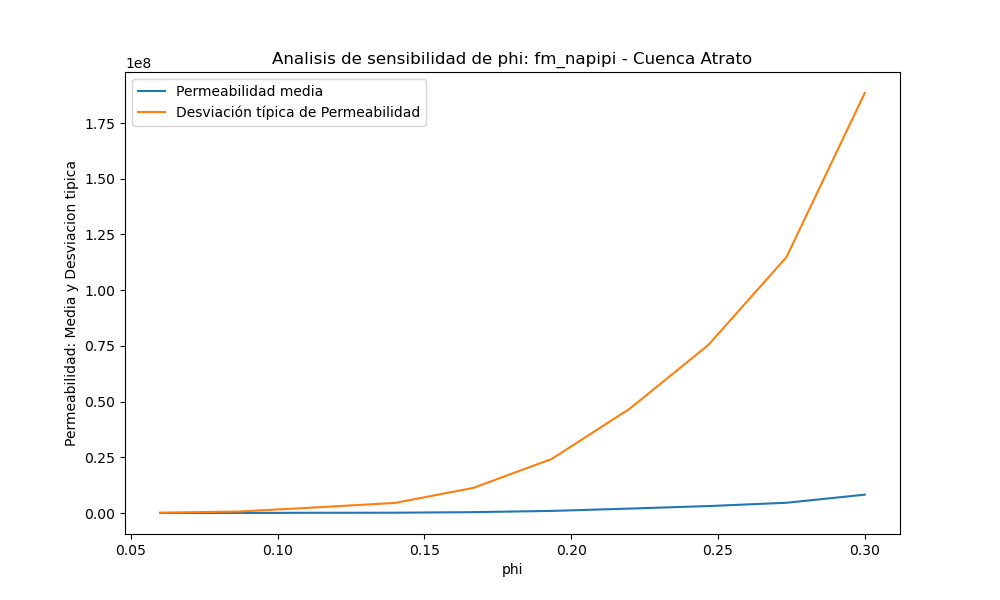 Analisis de sensibilidad de phi: fm_napipi - Cuenca Atrato
1e8
Permeabilidad media
Desviación típica de Permeabilidad
Permeabilidad: Media y Desviacion tipica
1.75
1.50
1.25
1.00
0.75
0.50
0.25
0.00
0.05
0.10
0.15
0.20
0.25
0.30
phi